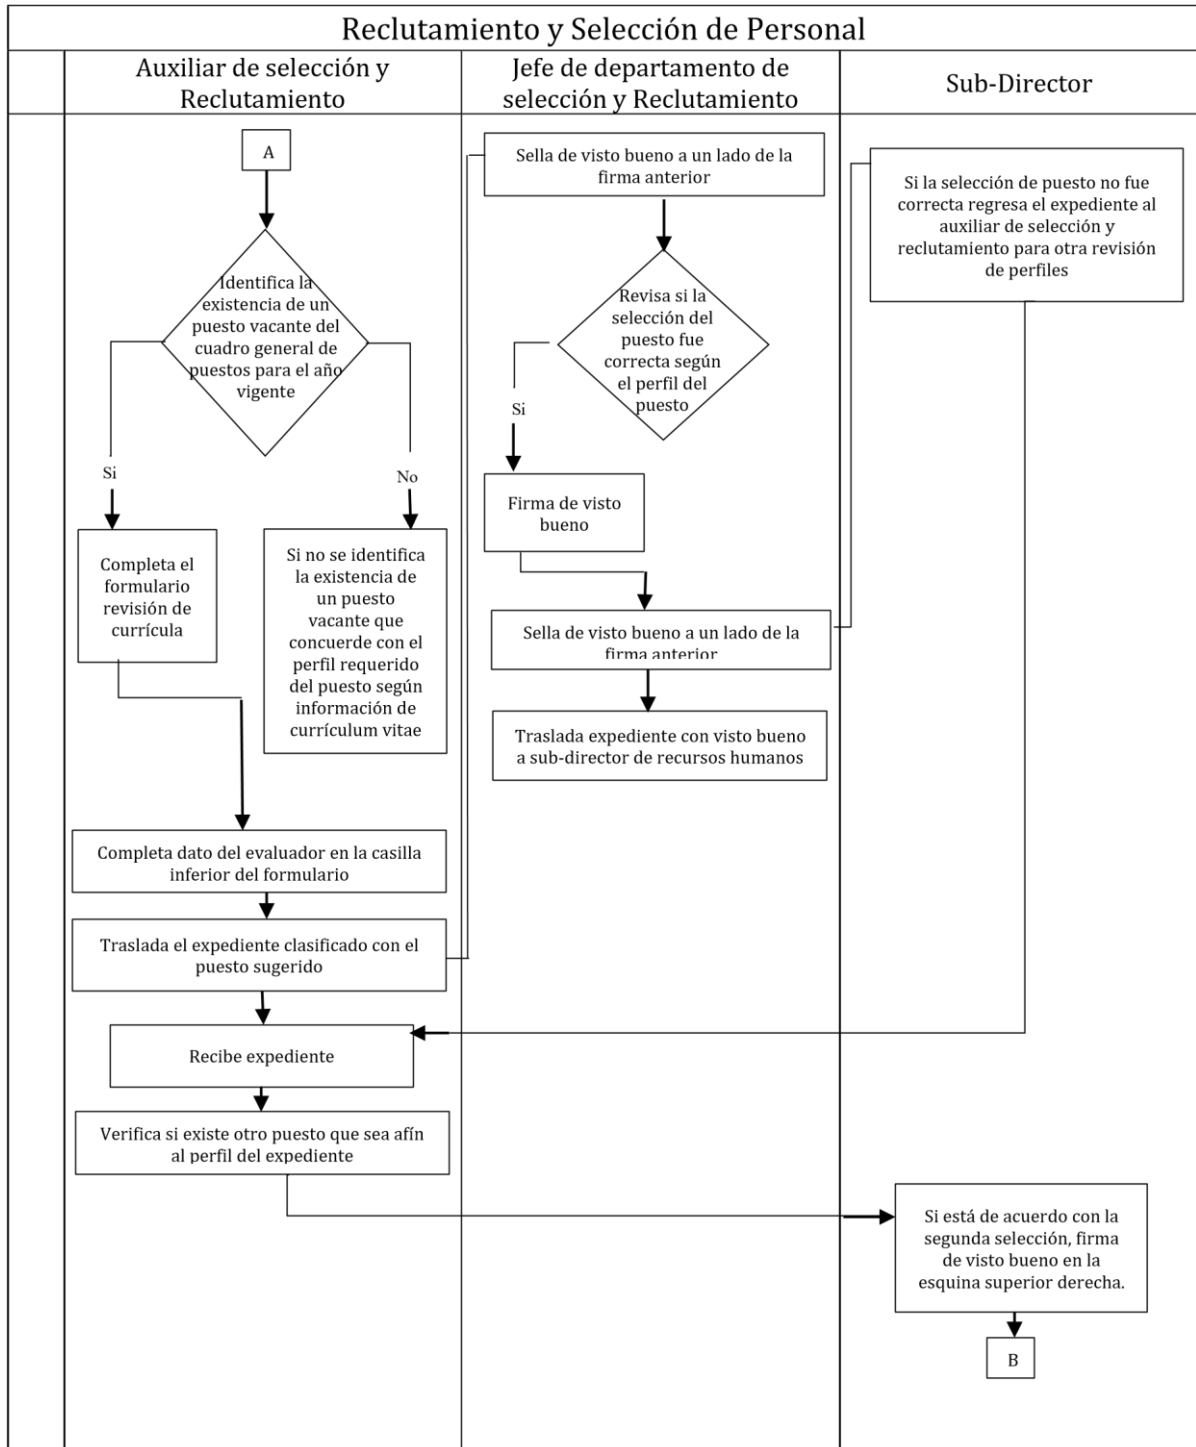 Reclutamiento y Selección de Personal
Auxiliar de selección y
Reclutamiento
Jefe de departamento de
selección y Reclutamiento
Sub-Director
A
Identifica la
existencia de un
puesto vacante del
cuadro general de
puestos para el año
vigente
Si
No
Completa el
formulario
revisión de
currícula
Si no se identifica
la existencia de
un puesto
vacante que
concuerde con el
perfil requerido
del puesto según
información de
currículum vitae
Completa dato del evaluador en la casilla
inferior del formulario
Traslada el expediente clasificado con el
puesto sugerido
Recibe expediente
Verifica si existe otro puesto que sea afín
al perfil del expediente
Sella de visto bueno a un lado de la
firma anterior
Revisa si la
selección del
puesto fue
correcta según
el perfil del
puesto
Si
Firma de visto
bueno
Sella de visto bueno a un lado de la
firma anterior
Traslada expediente con visto bueno
a sub-director de recursos humanos
Si la selección de puesto no fue
correcta regresa el expediente al
auxiliar de selección y
reclutamiento para otra revisión
de perfiles
Si está de acuerdo con la
segunda selección, firma
de visto bueno en la
esquina superior derecha.
B